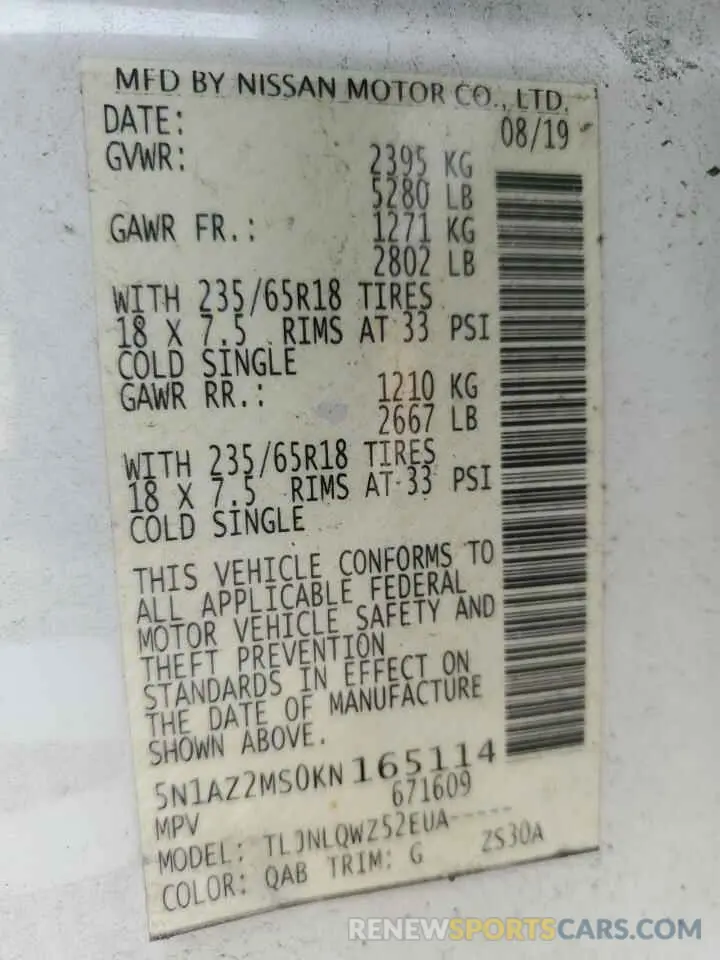 MFD BY NISSAN MOTOR CO., LTD.
DATE: 08/19
GVWR: 2395 KG
5280 LB
GAWR FR.: 1271 KG
2802 LB
WITH 235/65R18 TIRES
18 X 7.5 RIMS AT 33 PSI
COLD SINGLE
GAWR RR.: 1210 KG
2667 LB
WITH 235/65R18 TIRES
18 X 7.5 RIMS AT 33 PSI
COLD SINGLE
THIS VEHICLE CONFORMS TO
ALL APPLICABLE FEDERAL
MOTOR VEHICLE SAFETY AND
THEFT PREVENTION
STANDARDS IN EFFECT ON
THE DATE OF MANUFACTURE
SHOWN ABOVE.
5N1AZ2MS0KN165114
MPV 671609
MODEL: TLJNLQWZ52EUA-----
COLOR: QAB TRIM: G ZS30A
RENEWSPORTSCARS.COM